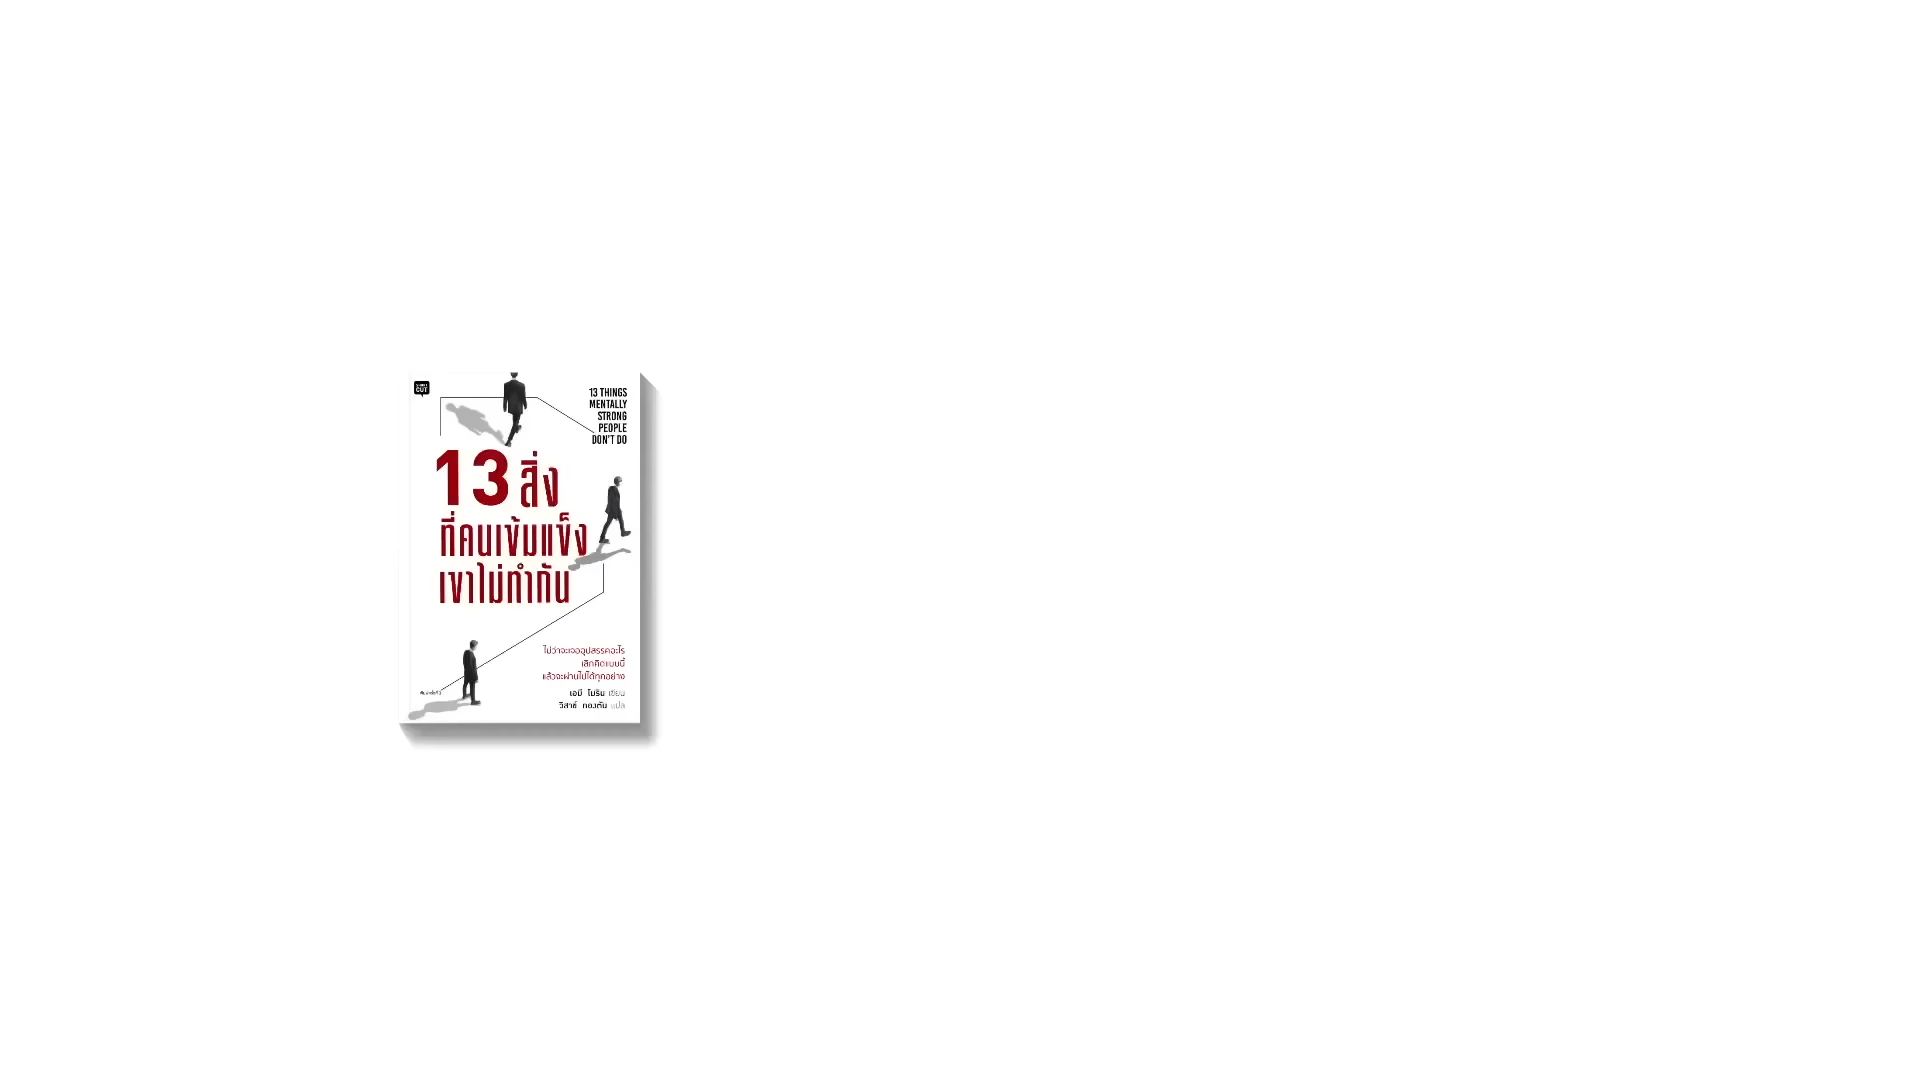 SHORT
CUT
13 THINGS
MENTALLY
STRONG
PEOPLE
DON'T DO
13 สิ่ง
ที่คนเข้มแข็ง
เขาไม่ทำกัน
ไม่ว่าจะเจออุปสรรคอะไร
เลิกคิดแบบนี้
แล้วจะผ่านไปได้ทุกอย่าง
เอมี โมริน เขียน
วิสาข์ ทองตัน แปล